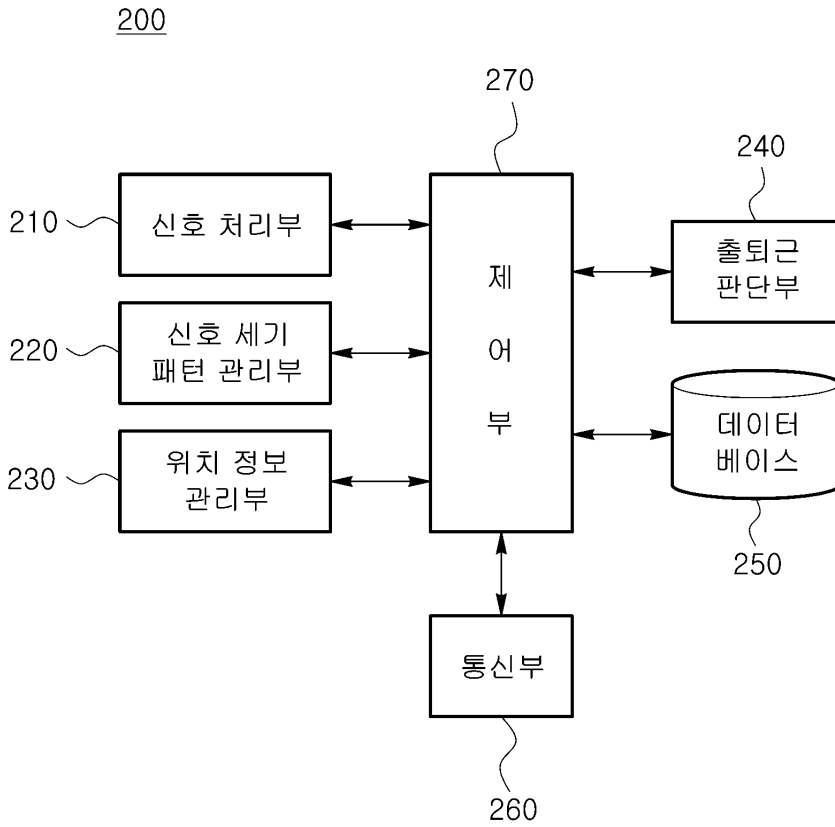 200
270
240
210
신호 처리부
출퇴근
판단부
제
어
부
220
신호 세기
패턴 관리부
데이터
베이스
230
위치 정보
관리부
250
통신부
260